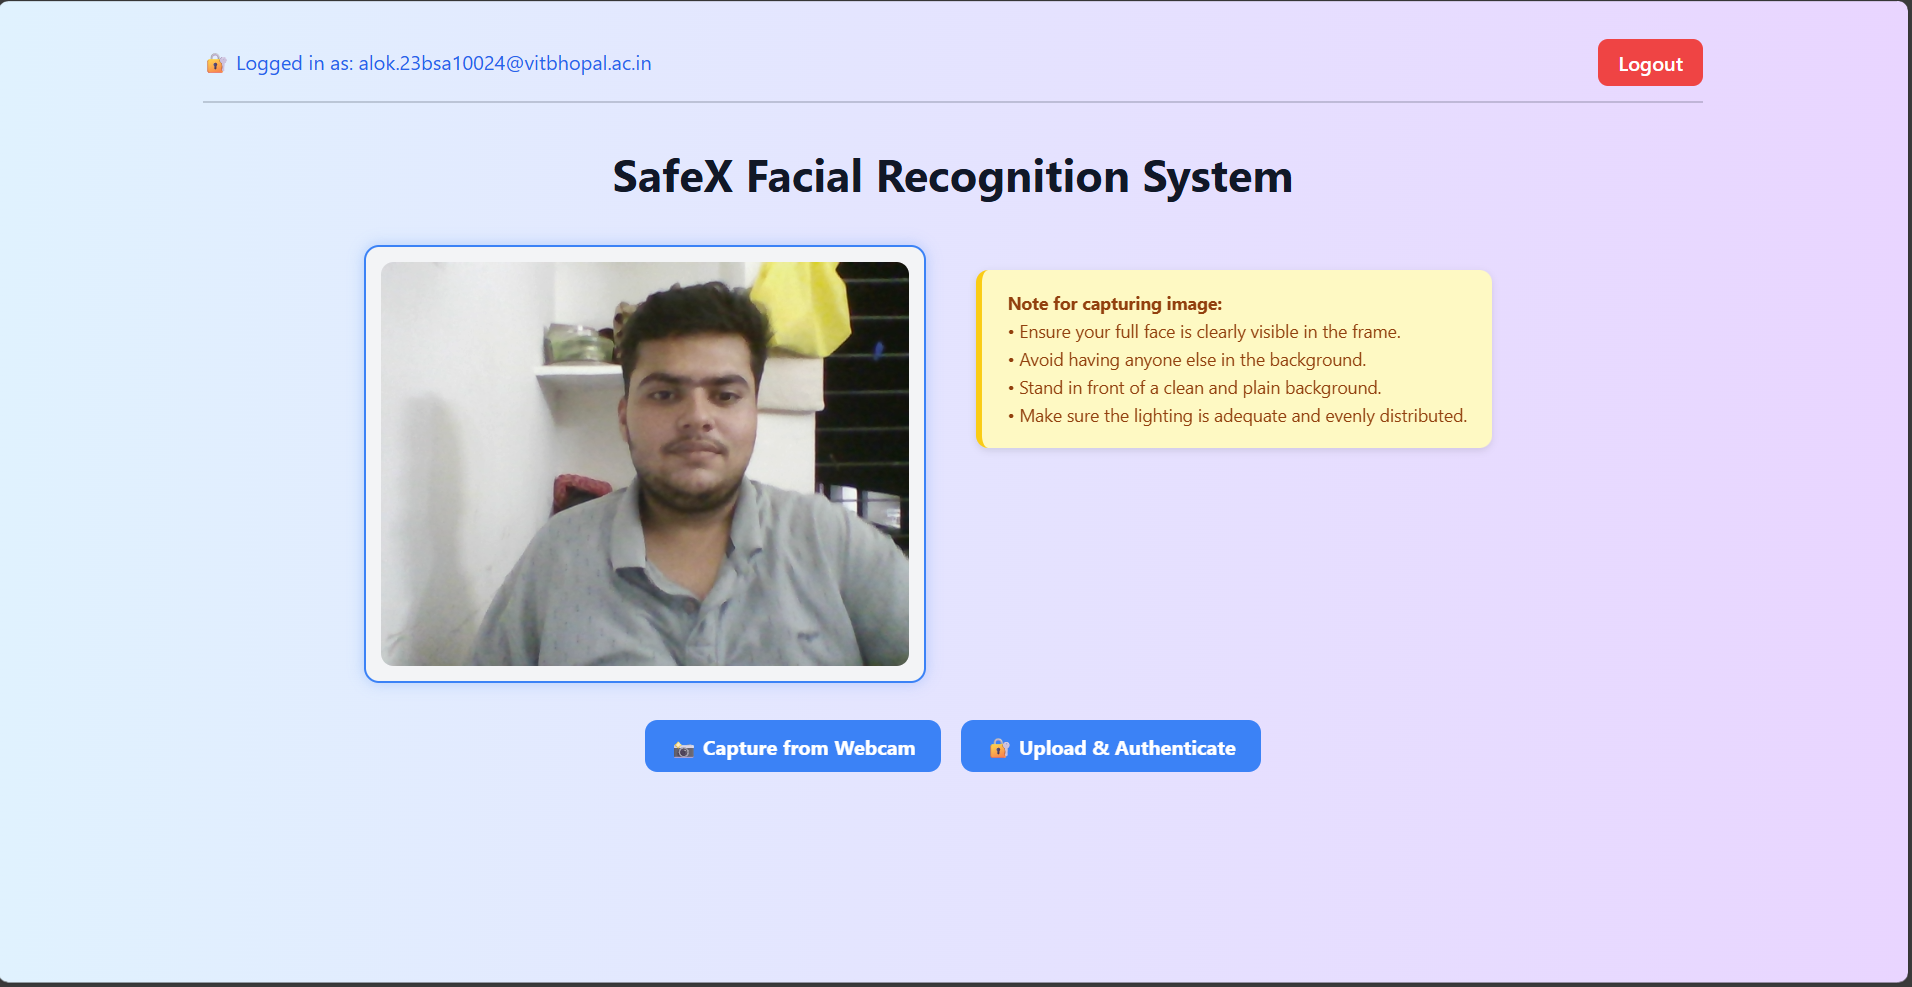 🔐 Logged in as: alok.23bsa10024@vitbhopal.ac.in
Logout
SafeX Facial Recognition System
Note for capturing image:
• Ensure your full face is clearly visible in the frame.
• Avoid having anyone else in the background.
• Stand in front of a clean and plain background.
• Make sure the lighting is adequate and evenly distributed.
📸 Capture from Webcam
🔐 Upload & Authenticate